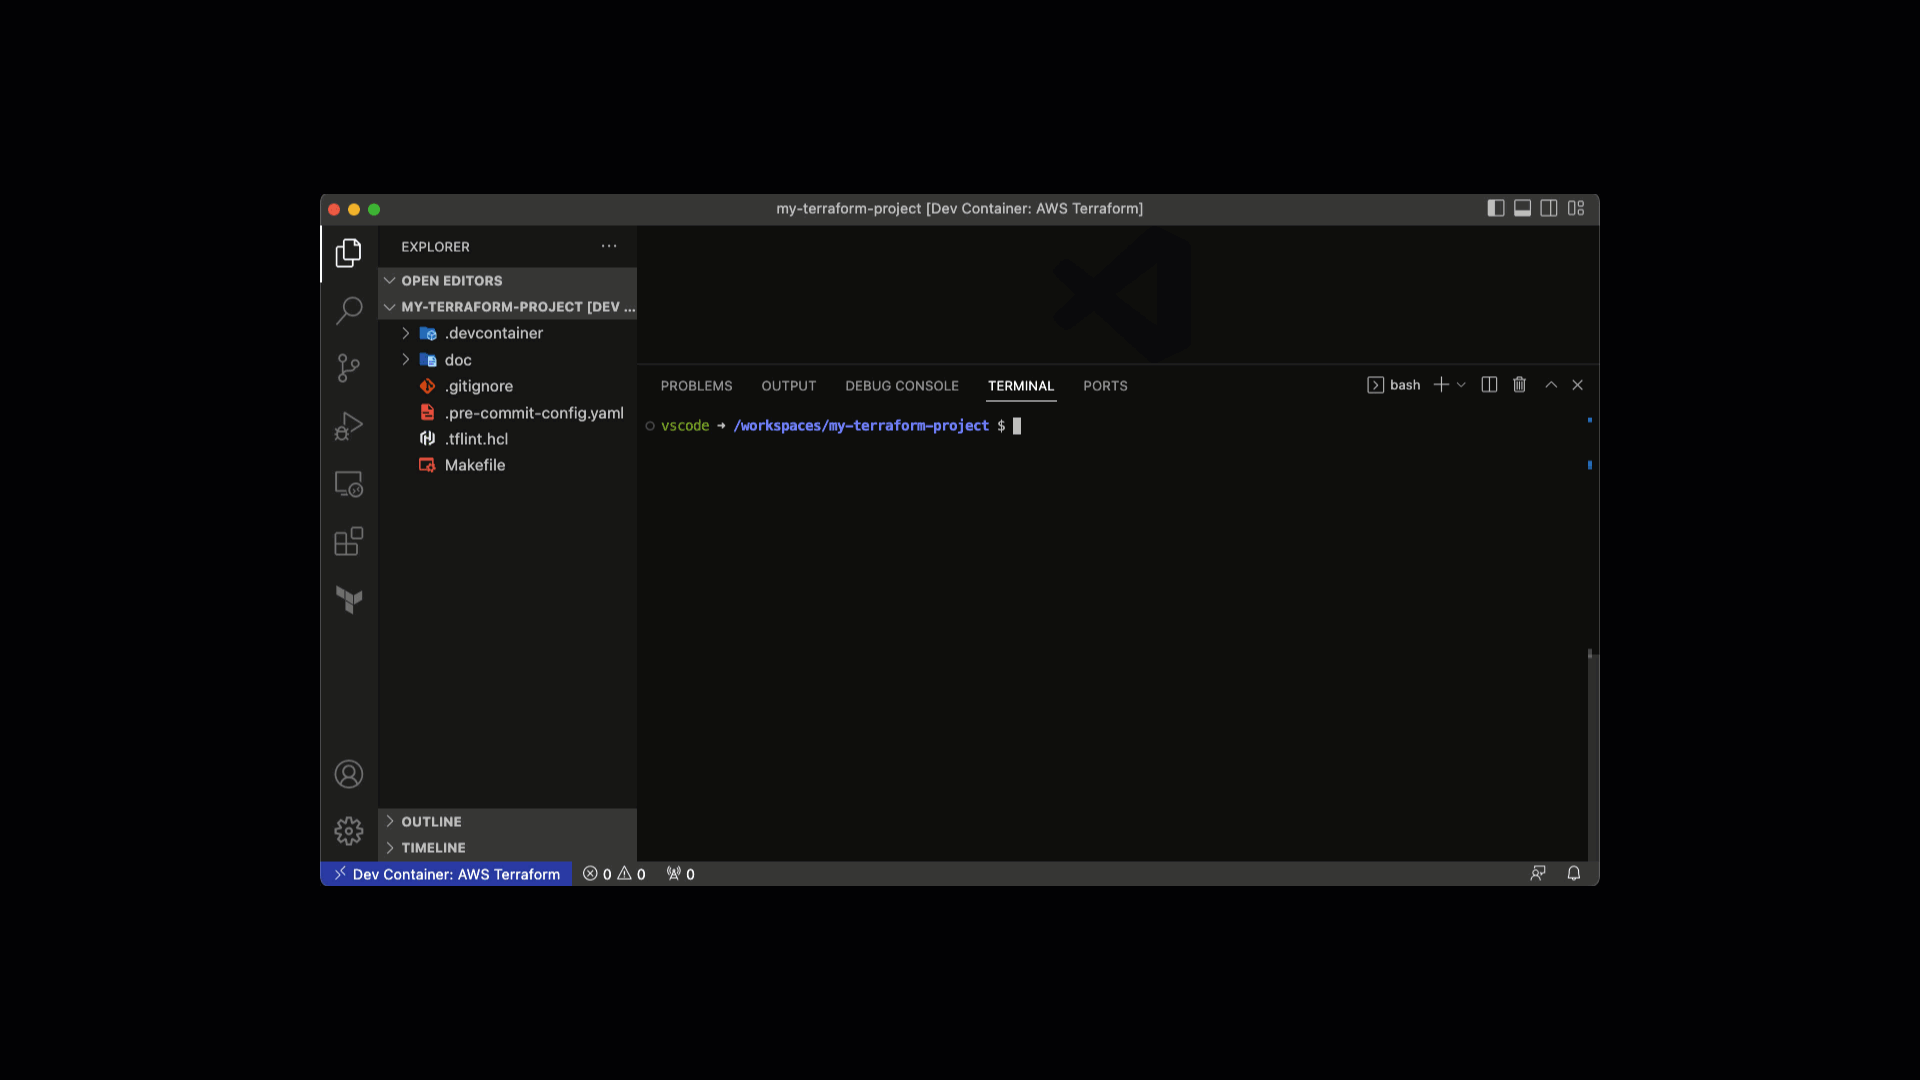 my-terraform-project [Dev Container: AWS Terraform]
EXPLORER
OPEN EDITORS
MY-TERRAFORM-PROJECT [DEV ...
.devcontainer
doc
.gitignore
.pre-commit-config.yaml
.tflint.hcl
Makefile
OUTLINE
TIMELINE
PROBLEMS OUTPUT DEBUG CONSOLE TERMINAL PORTS bash
vscode ➜ /workspaces/my-terraform-project $
Dev Container: AWS Terraform 0 0 0